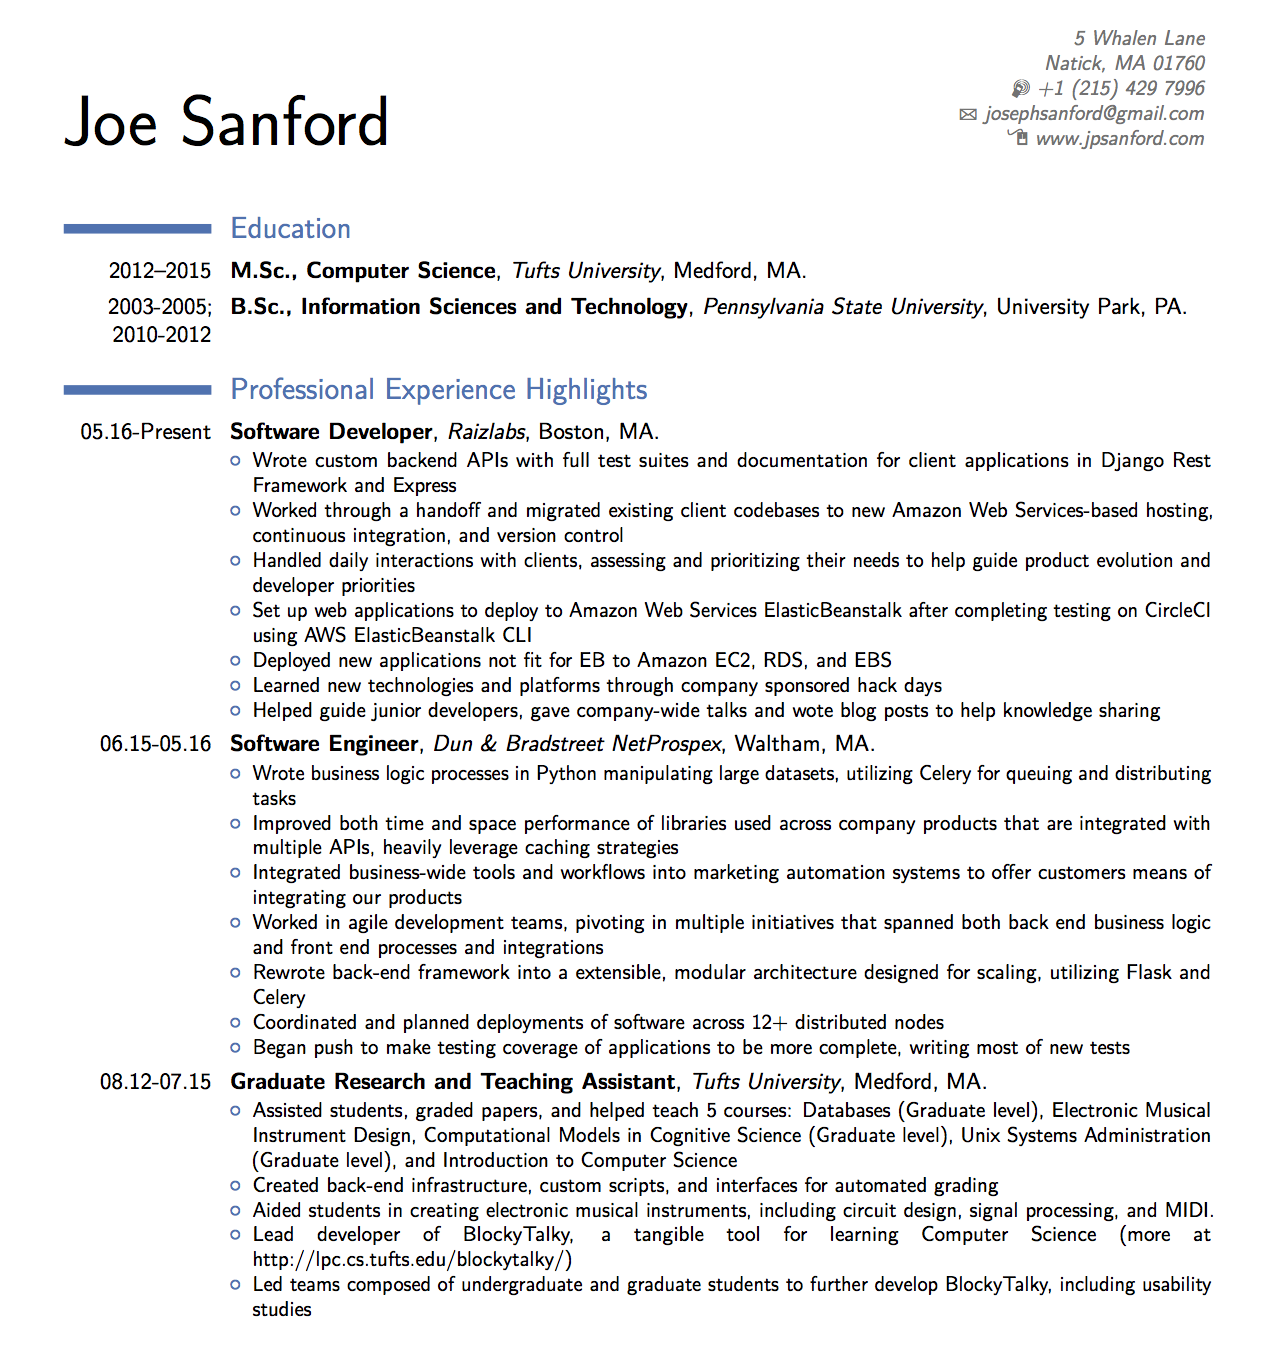 5 Whalen Lane
Natick, MA 01760
+1 (215) 429 7996
josephsanford@gmail.com
www.jpsanford.com
Joe Sanford
Education
2012–2015 M.Sc., Computer Science, Tufts University, Medford, MA.
2003-2005; B.Sc., Information Sciences and Technology, Pennsylvania State University, University Park, PA.
2010-2012
Professional Experience Highlights
05.16-Present Software Developer, Raizlabs, Boston, MA.
Wrote custom backend APIs with full test suites and documentation for client applications in Django Rest
Framework and Express
Worked through a handoff and migrated existing client codebases to new Amazon Web Services-based hosting,
continuous integration, and version control
Handled daily interactions with clients, assessing and prioritizing their needs to help guide product evolution and
developer priorities
Set up web applications to deploy to Amazon Web Services ElasticBeanstalk after completing testing on CircleCI
using AWS ElasticBeanstalk CLI
Deployed new applications not fit for EB to Amazon EC2, RDS, and EBS
Learned new technologies and platforms through company sponsored hack days
Helped guide junior developers, gave company-wide talks and wote blog posts to help knowledge sharing
06.15-05.16 Software Engineer, Dun & Bradstreet NetProspex, Waltham, MA.
Wrote business logic processes in Python manipulating large datasets, utilizing Celery for queuing and distributing
tasks
Improved both time and space performance of libraries used across company products that are integrated with
multiple APIs, heavily leverage caching strategies
Integrated business-wide tools and workflows into marketing automation systems to offer customers means of
integrating our products
Worked in agile development teams, pivoting in multiple initiatives that spanned both back end business logic
and front end processes and integrations
Rewrote back-end framework into a extensible, modular architecture designed for scaling, utilizing Flask and
Celery
Coordinated and planned deployments of software across 12+ distributed nodes
Began push to make testing coverage of applications to be more complete, writing most of new tests
08.12-07.15 Graduate Research and Teaching Assistant, Tufts University, Medford, MA.
Assisted students, graded papers, and helped teach 5 courses: Databases (Graduate level), Electronic Musical
Instrument Design, Computational Models in Cognitive Science (Graduate level), Unix Systems Administration
(Graduate level), and Introduction to Computer Science
Created back-end infrastructure, custom scripts, and interfaces for automated grading
Aided students in creating electronic musical instruments, including circuit design, signal processing, and MIDI.
Lead developer of BlockyTalky, a tangible tool for learning Computer Science (more at
http://lpc.cs.tufts.edu/blockytalky/)
Led teams composed of undergraduate and graduate students to further develop BlockyTalky, including usability
studies